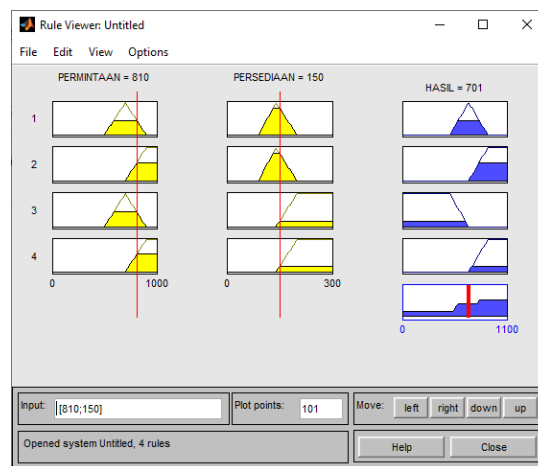 Rule Viewer: Untitled
File Edit View Options
PERMINTAAN = 810 PERSEDIAAN = 150 HASIL = 701
1
2
3
4
0 1000 0 300
0 1100
Input: [810;150] Plot points: 101 Move: left right down up
Opened system Untitled, 4 rules Help Close